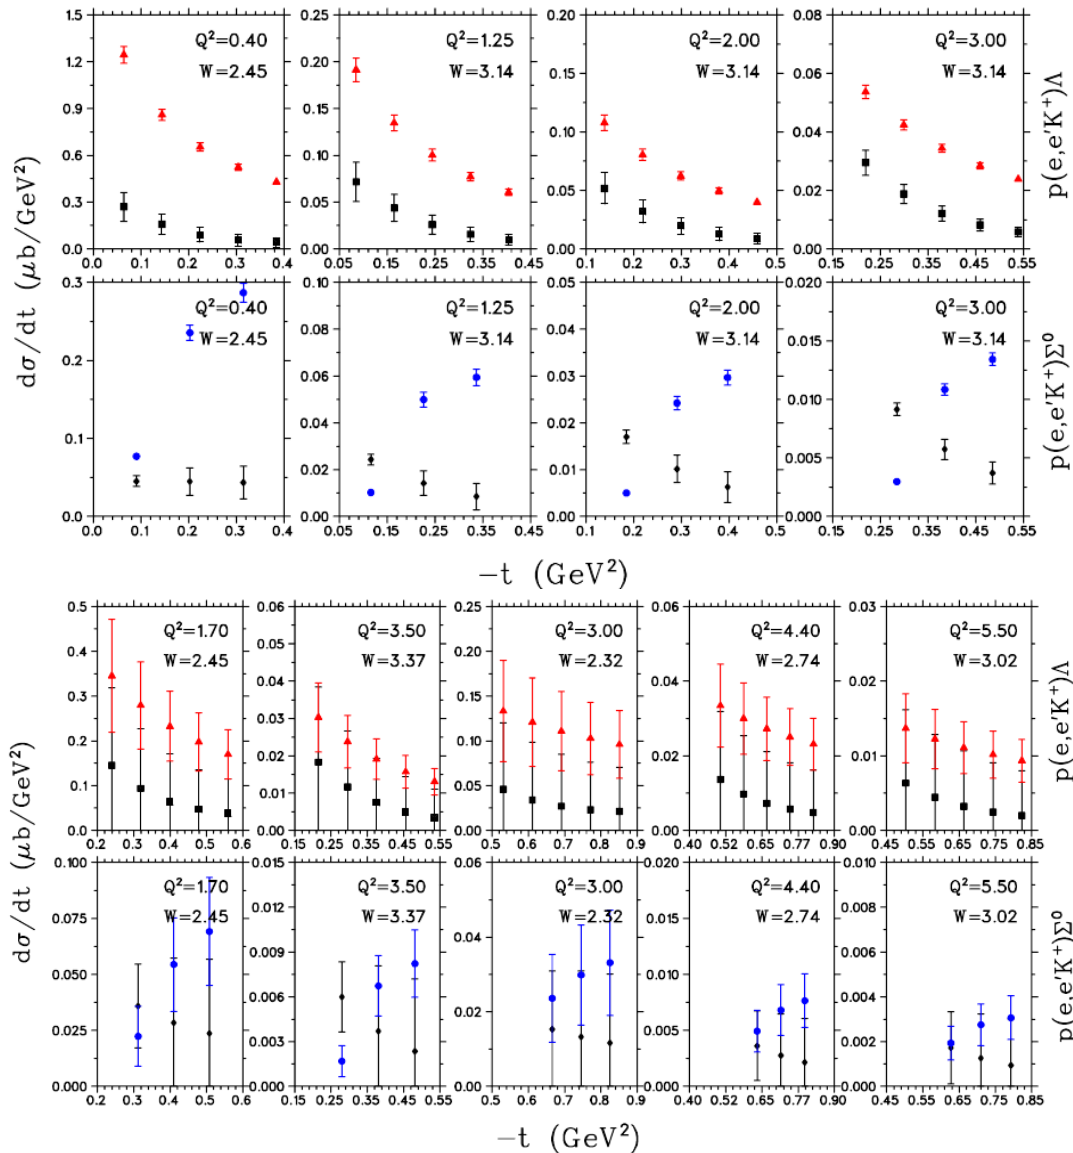 dσ/dt (μb/GeV²)
1.5
1.2
0.9
0.6
0.3
0.0
Q²=0.40
W=2.45
0.0 0.1 0.2 0.3 0.4
0.25
0.20
0.15
0.10
0.05
0.00
Q²=1.25
W=3.14
0.05 0.15 0.25 0.35 0.45
0.20
0.15
0.10
0.05
0.00
Q²=2.00
W=3.14
0.1 0.2 0.3 0.4 0.5
0.08
0.06
0.04
0.02
0.00
Q²=3.00
W=3.14
0.15 0.25 0.35 0.45 0.55
p(e,e′K⁺)Λ
0.3
0.2
0.1
0.0
Q²=0.40
W=2.45
0.0 0.1 0.2 0.3 0.4
0.10
0.08
0.06
0.04
0.02
0.00
Q²=1.25
W=3.14
0.05 0.15 0.25 0.35 0.45
0.05
0.04
0.03
0.02
0.01
0.00
Q²=2.00
W=3.14
0.1 0.2 0.3 0.4 0.5
0.020
0.015
0.010
0.005
0.000
Q²=3.00
W=3.14
0.15 0.25 0.35 0.45 0.55
p(e,e′K⁺)Σ⁰
−t (GeV²)
dσ/dt (μb/GeV²)
0.5
0.4
0.3
0.2
0.1
0.0
Q²=1.70
W=2.45
0.2 0.3 0.4 0.5 0.6
0.06
0.05
0.04
0.03
0.02
0.01
0.00
Q²=3.50
W=3.37
0.15 0.25 0.35 0.45 0.55
0.25
0.20
0.15
0.10
0.05
0.00
Q²=3.00
W=2.32
0.5 0.6 0.7 0.8 0.9
0.06
0.04
0.02
0.00
Q²=4.40
W=2.74
0.43 0.53 0.63 0.73 0.83
0.03
0.02
0.01
0.00
Q²=5.50
W=3.02
0.45 0.55 0.65 0.75 0.85
p(e,e′K⁺)Λ
0.100
0.075
0.050
0.025
0.000
Q²=1.70
W=2.45
0.2 0.3 0.4 0.5 0.6
0.015
0.012
0.009
0.006
0.003
0.000
Q²=3.50
W=3.37
0.15 0.25 0.35 0.45 0.55
0.06
0.04
0.02
0.00
Q²=3.00
W=2.32
0.5 0.6 0.7 0.8 0.9
0.020
0.015
0.010
0.005
0.000
Q²=4.40
W=2.74
0.40 0.52 0.65 0.77 0.90
0.010
0.008
0.006
0.004
0.002
0.000
Q²=5.50
W=3.02
0.45 0.55 0.65 0.75 0.85
p(e,e′K⁺)Σ⁰
−t (GeV²)